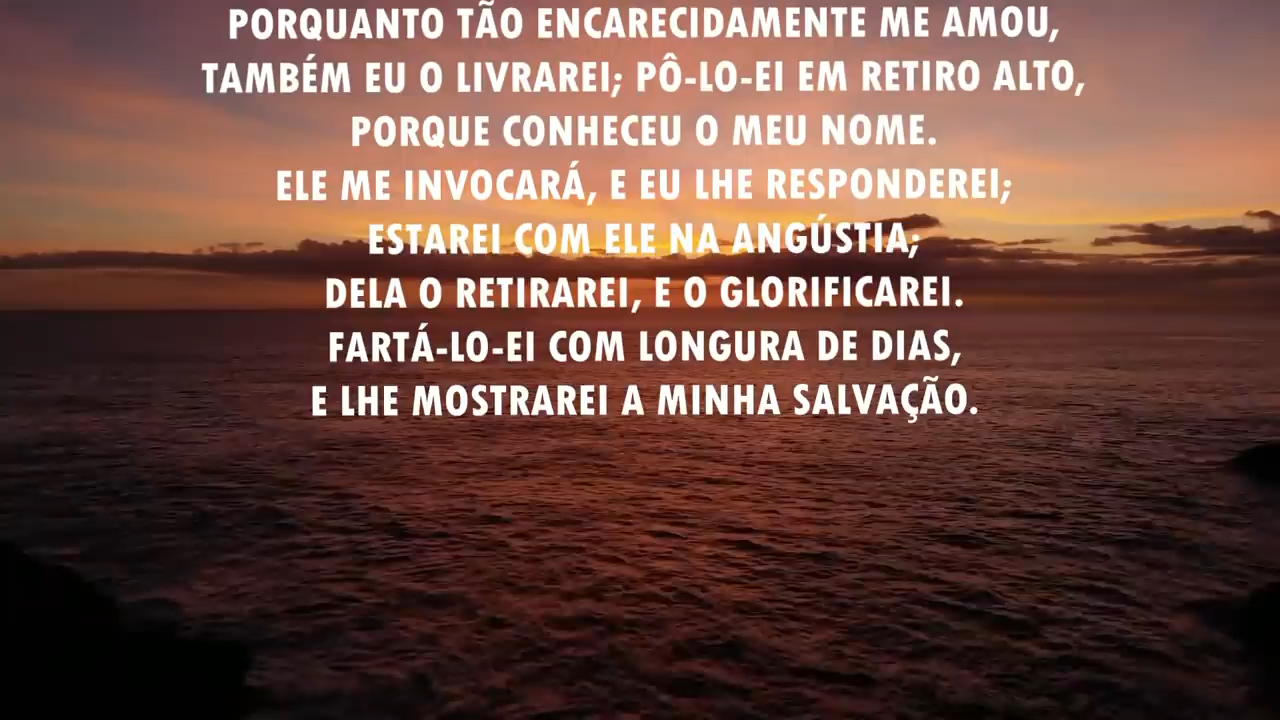 PORQUANTO TÃO ENCARECIDAMENTE ME AMOU,
TAMBÉM EU O LIVRAREI; PÔ-LO-EI EM RETIRO ALTO,
PORQUE CONHECEU O MEU NOME.
ELE ME INVOCARÁ, E EU LHE RESPONDEREI;
ESTAREI COM ELE NA ANGÚSTIA;
DELA O RETIRAREI, E O GLORIFICAREI.
FARTÁ-LO-EI COM LONGURA DE DIAS,
E LHE MOSTRAREI A MINHA SALVAÇÃO.